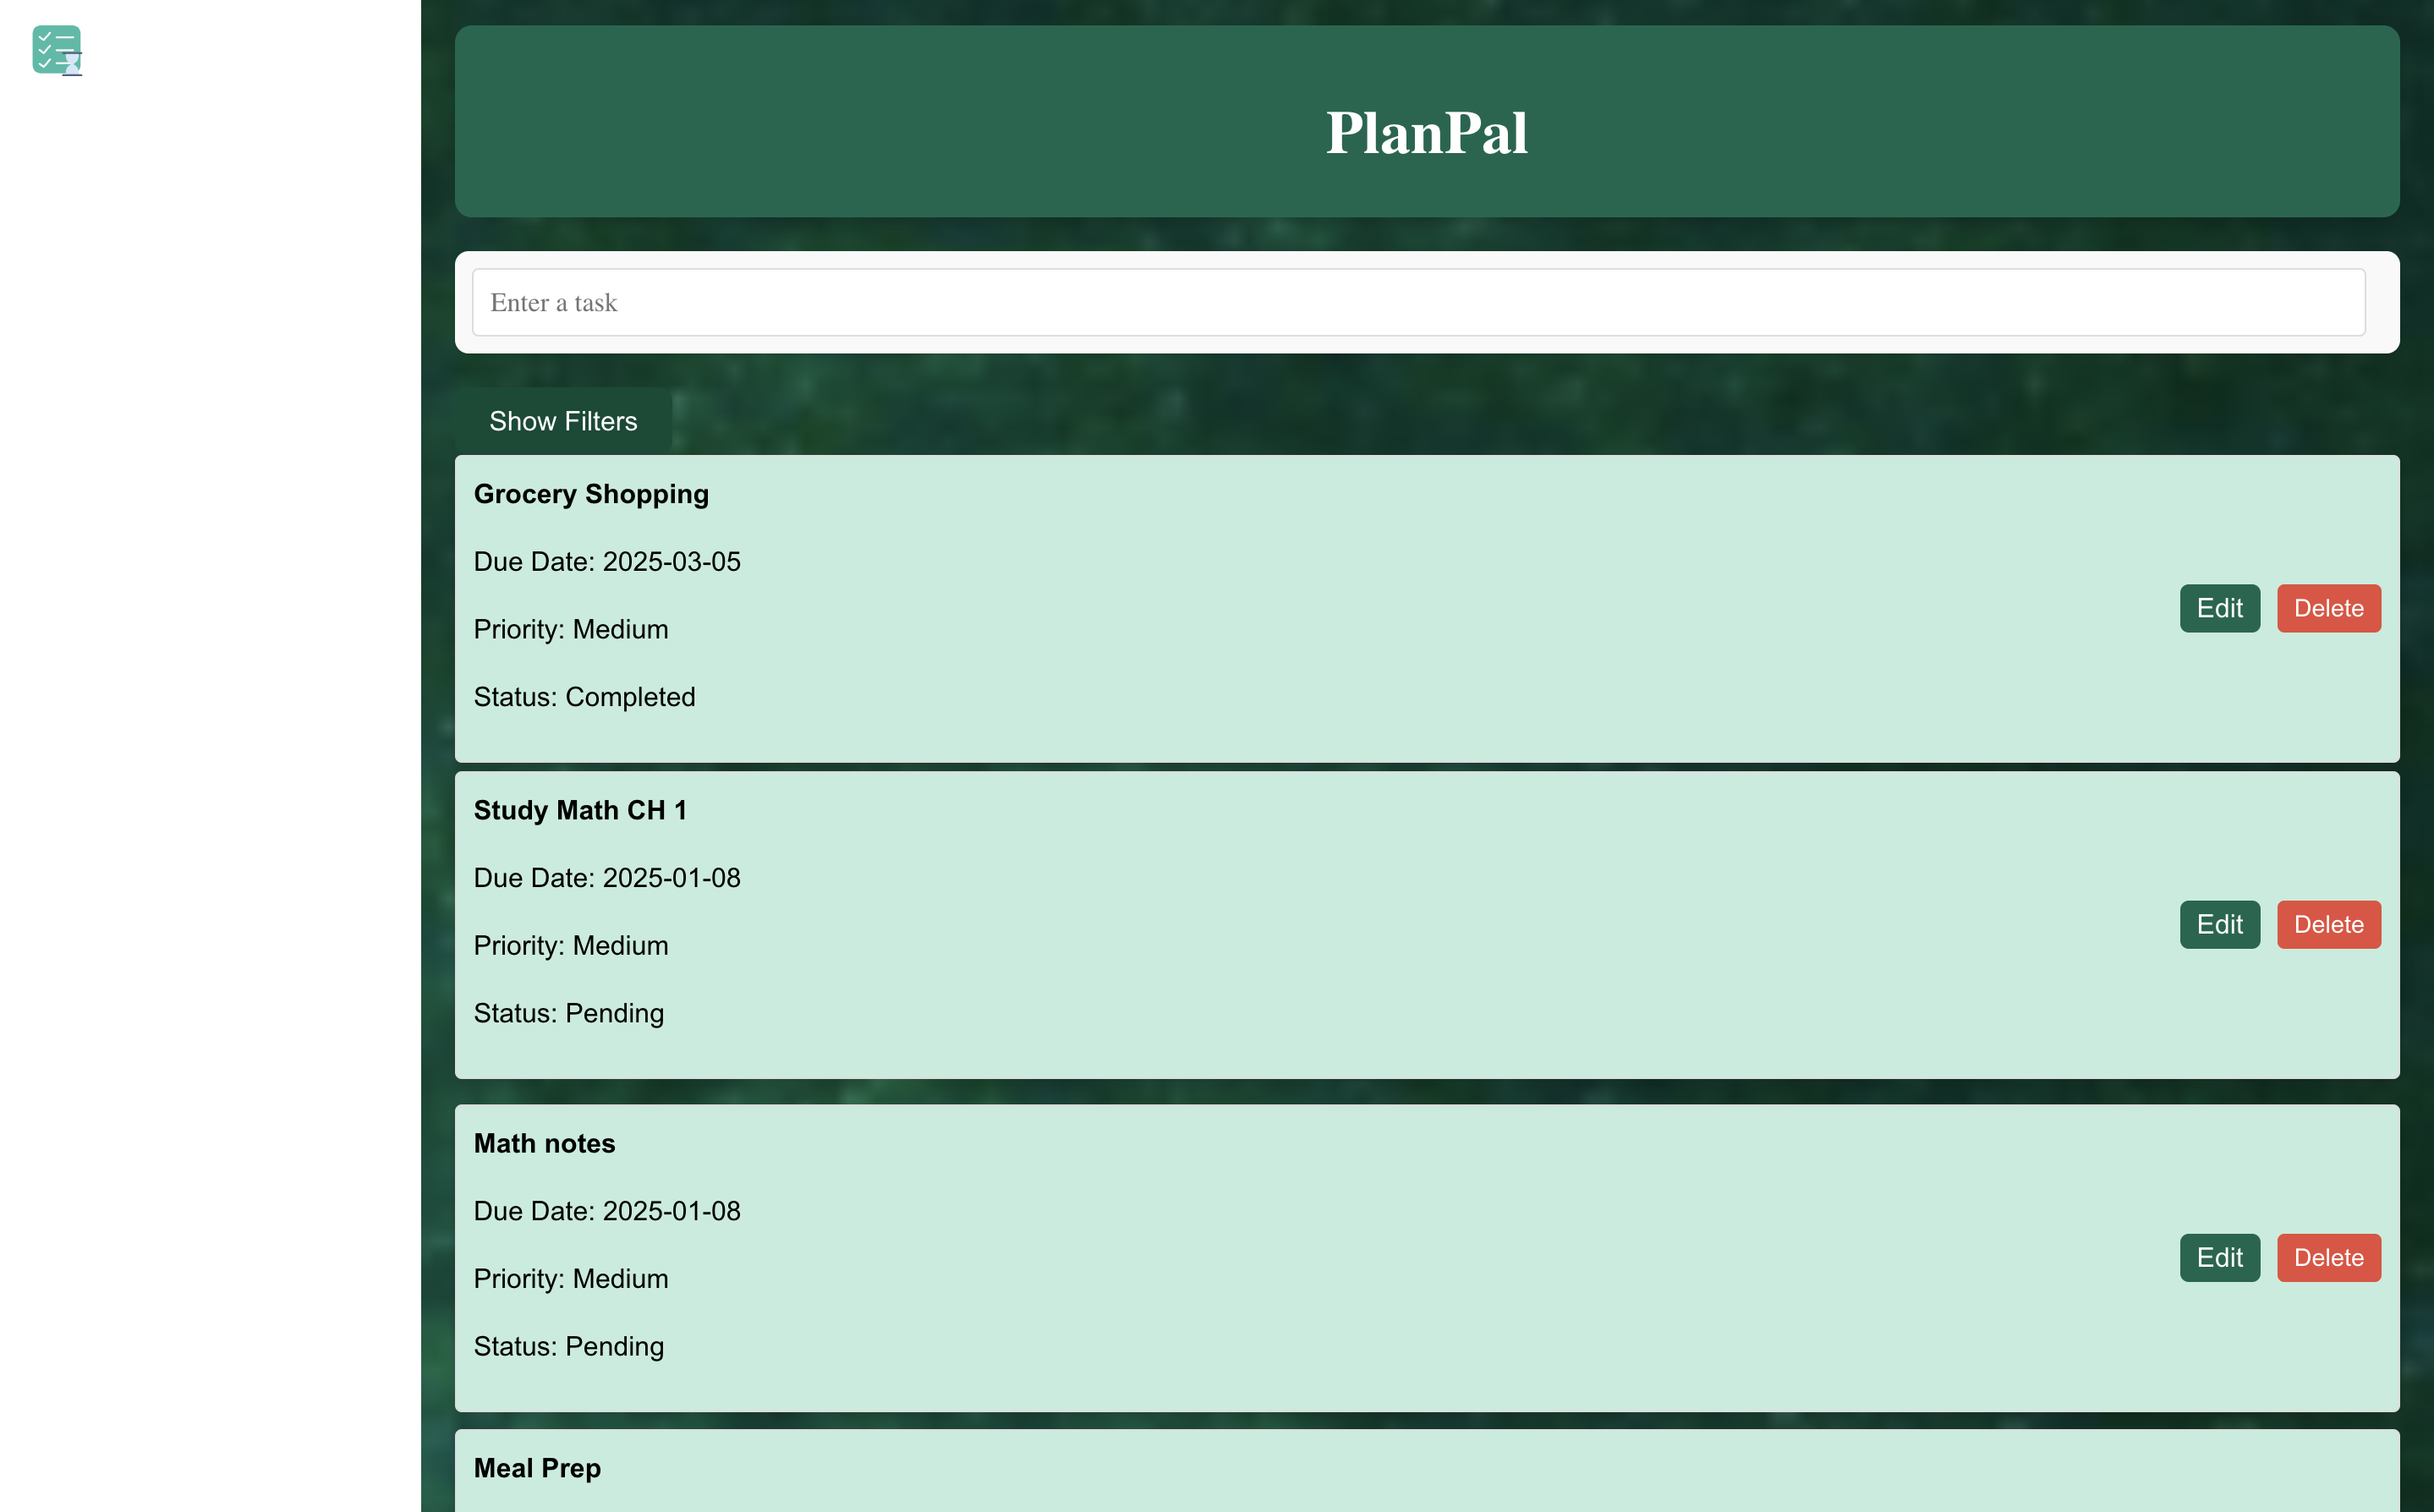 PlanPal
Enter a task
Show Filters
Grocery Shopping
Due Date: 2025-03-05
Priority: Medium
Status: Completed
Edit
Delete
Study Math CH 1
Due Date: 2025-01-08
Priority: Medium
Status: Pending
Edit
Delete
Math notes
Due Date: 2025-01-08
Priority: Medium
Status: Pending
Edit
Delete
Meal Prep